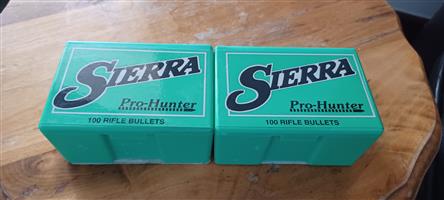 SIERRA
Pro-Hunter
100 RIFLE BULLETS
SIERRA
Pro-Hunter
100 RIFLE BULLETS